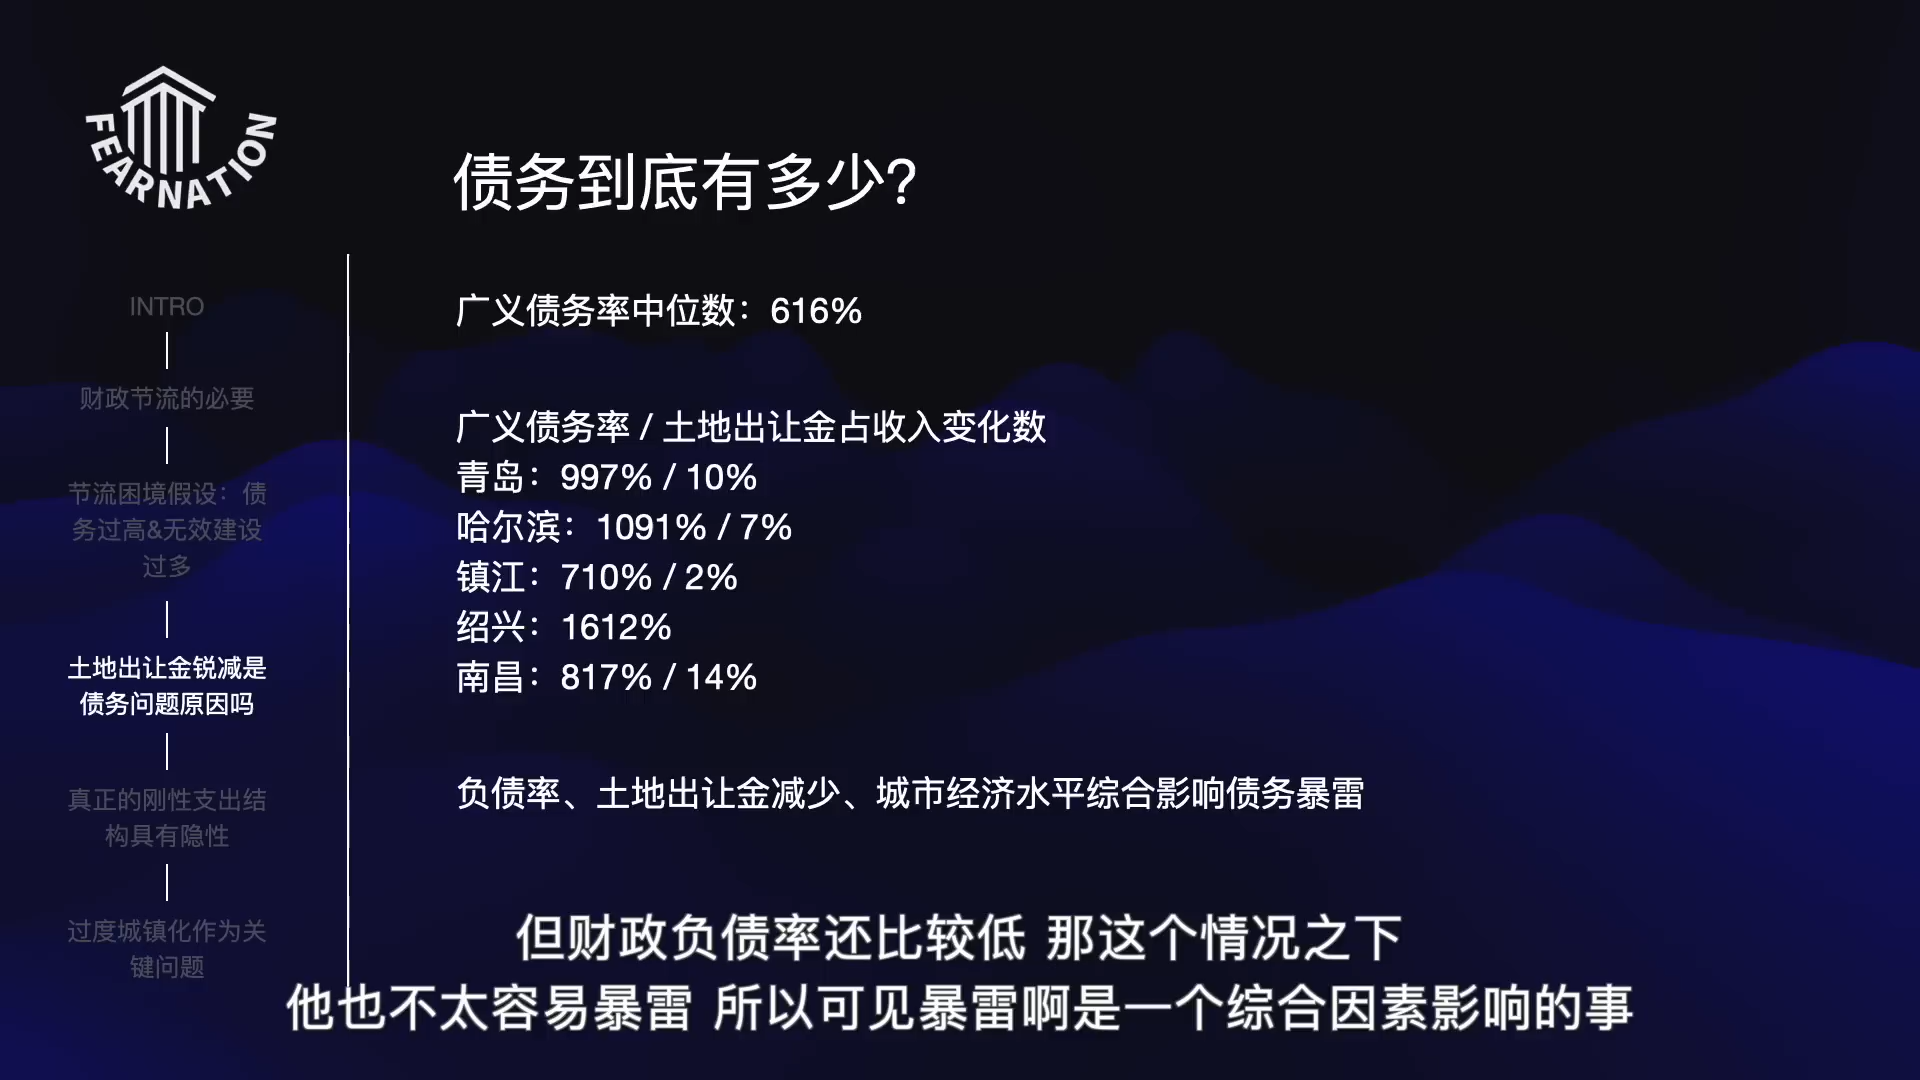 FEARNATION
债务到底有多少?
INTRO
财政节流的必要
节流困境假设：债
务过高&无效建设
过多
土地出让金锐减是
债务问题原因吗
真正的刚性支出结
构具有隐性
过度城镇化作为关
键问题
广义债务率中位数：616%
广义债务率 / 土地出让金占收入变化数
青岛：997% / 10%
哈尔滨：1091% / 7%
镇江：710% / 2%
绍兴：1612%
南昌：817% / 14%
负债率、土地出让金减少、城市经济水平综合影响债务暴雷
但财政负债率还比较低 那这个情况之下
他也不太容易暴雷 所以可见暴雷啊是一个综合因素影响的事